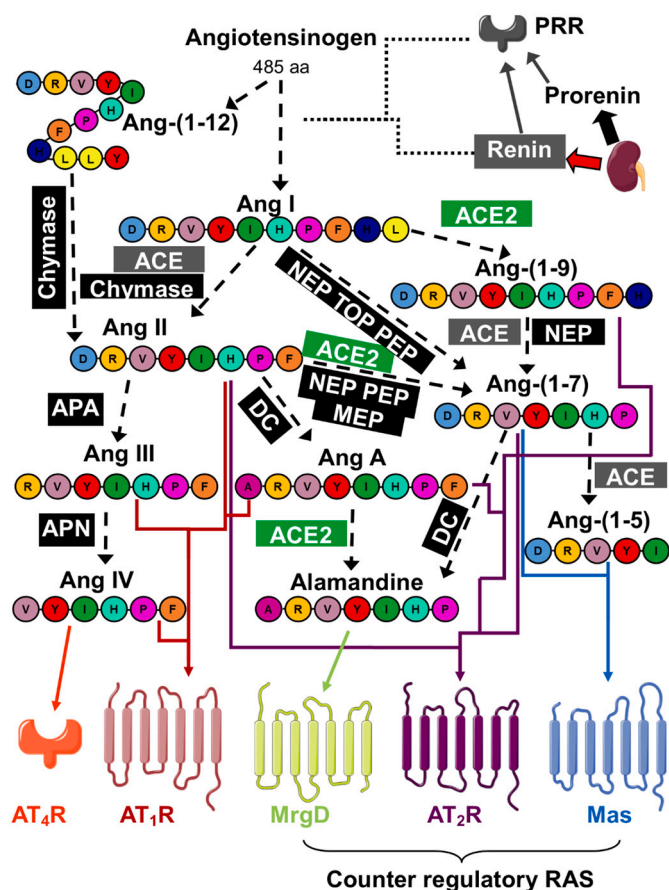 Angiotensinogen
485 aa
PRR
Prorenin
Renin
D R V Y I
H P F
H L L Y
Ang-(1-12)
Chymase
Ang I
D R V Y I H P F H L
ACE2
ACE
Chymase
NEP TOP PEP
Ang-(1-9)
D R V Y I H P F H
ACE
NEP
Ang II
D R V Y I H P F
ACE2
NEP PEP
MEP
Ang-(1-7)
D R V Y I H P
APA
DC
Ang III
R V Y I H P F
Ang A
A R V Y I H P F
ACE
Ang-(1-5)
D R V Y I
APN
ACE2
DC
Ang IV
V Y I H P F
Alamandine
A R V Y I H P
AT4R
AT1R
MrgD
AT2R
Mas
Counter regulatory RAS